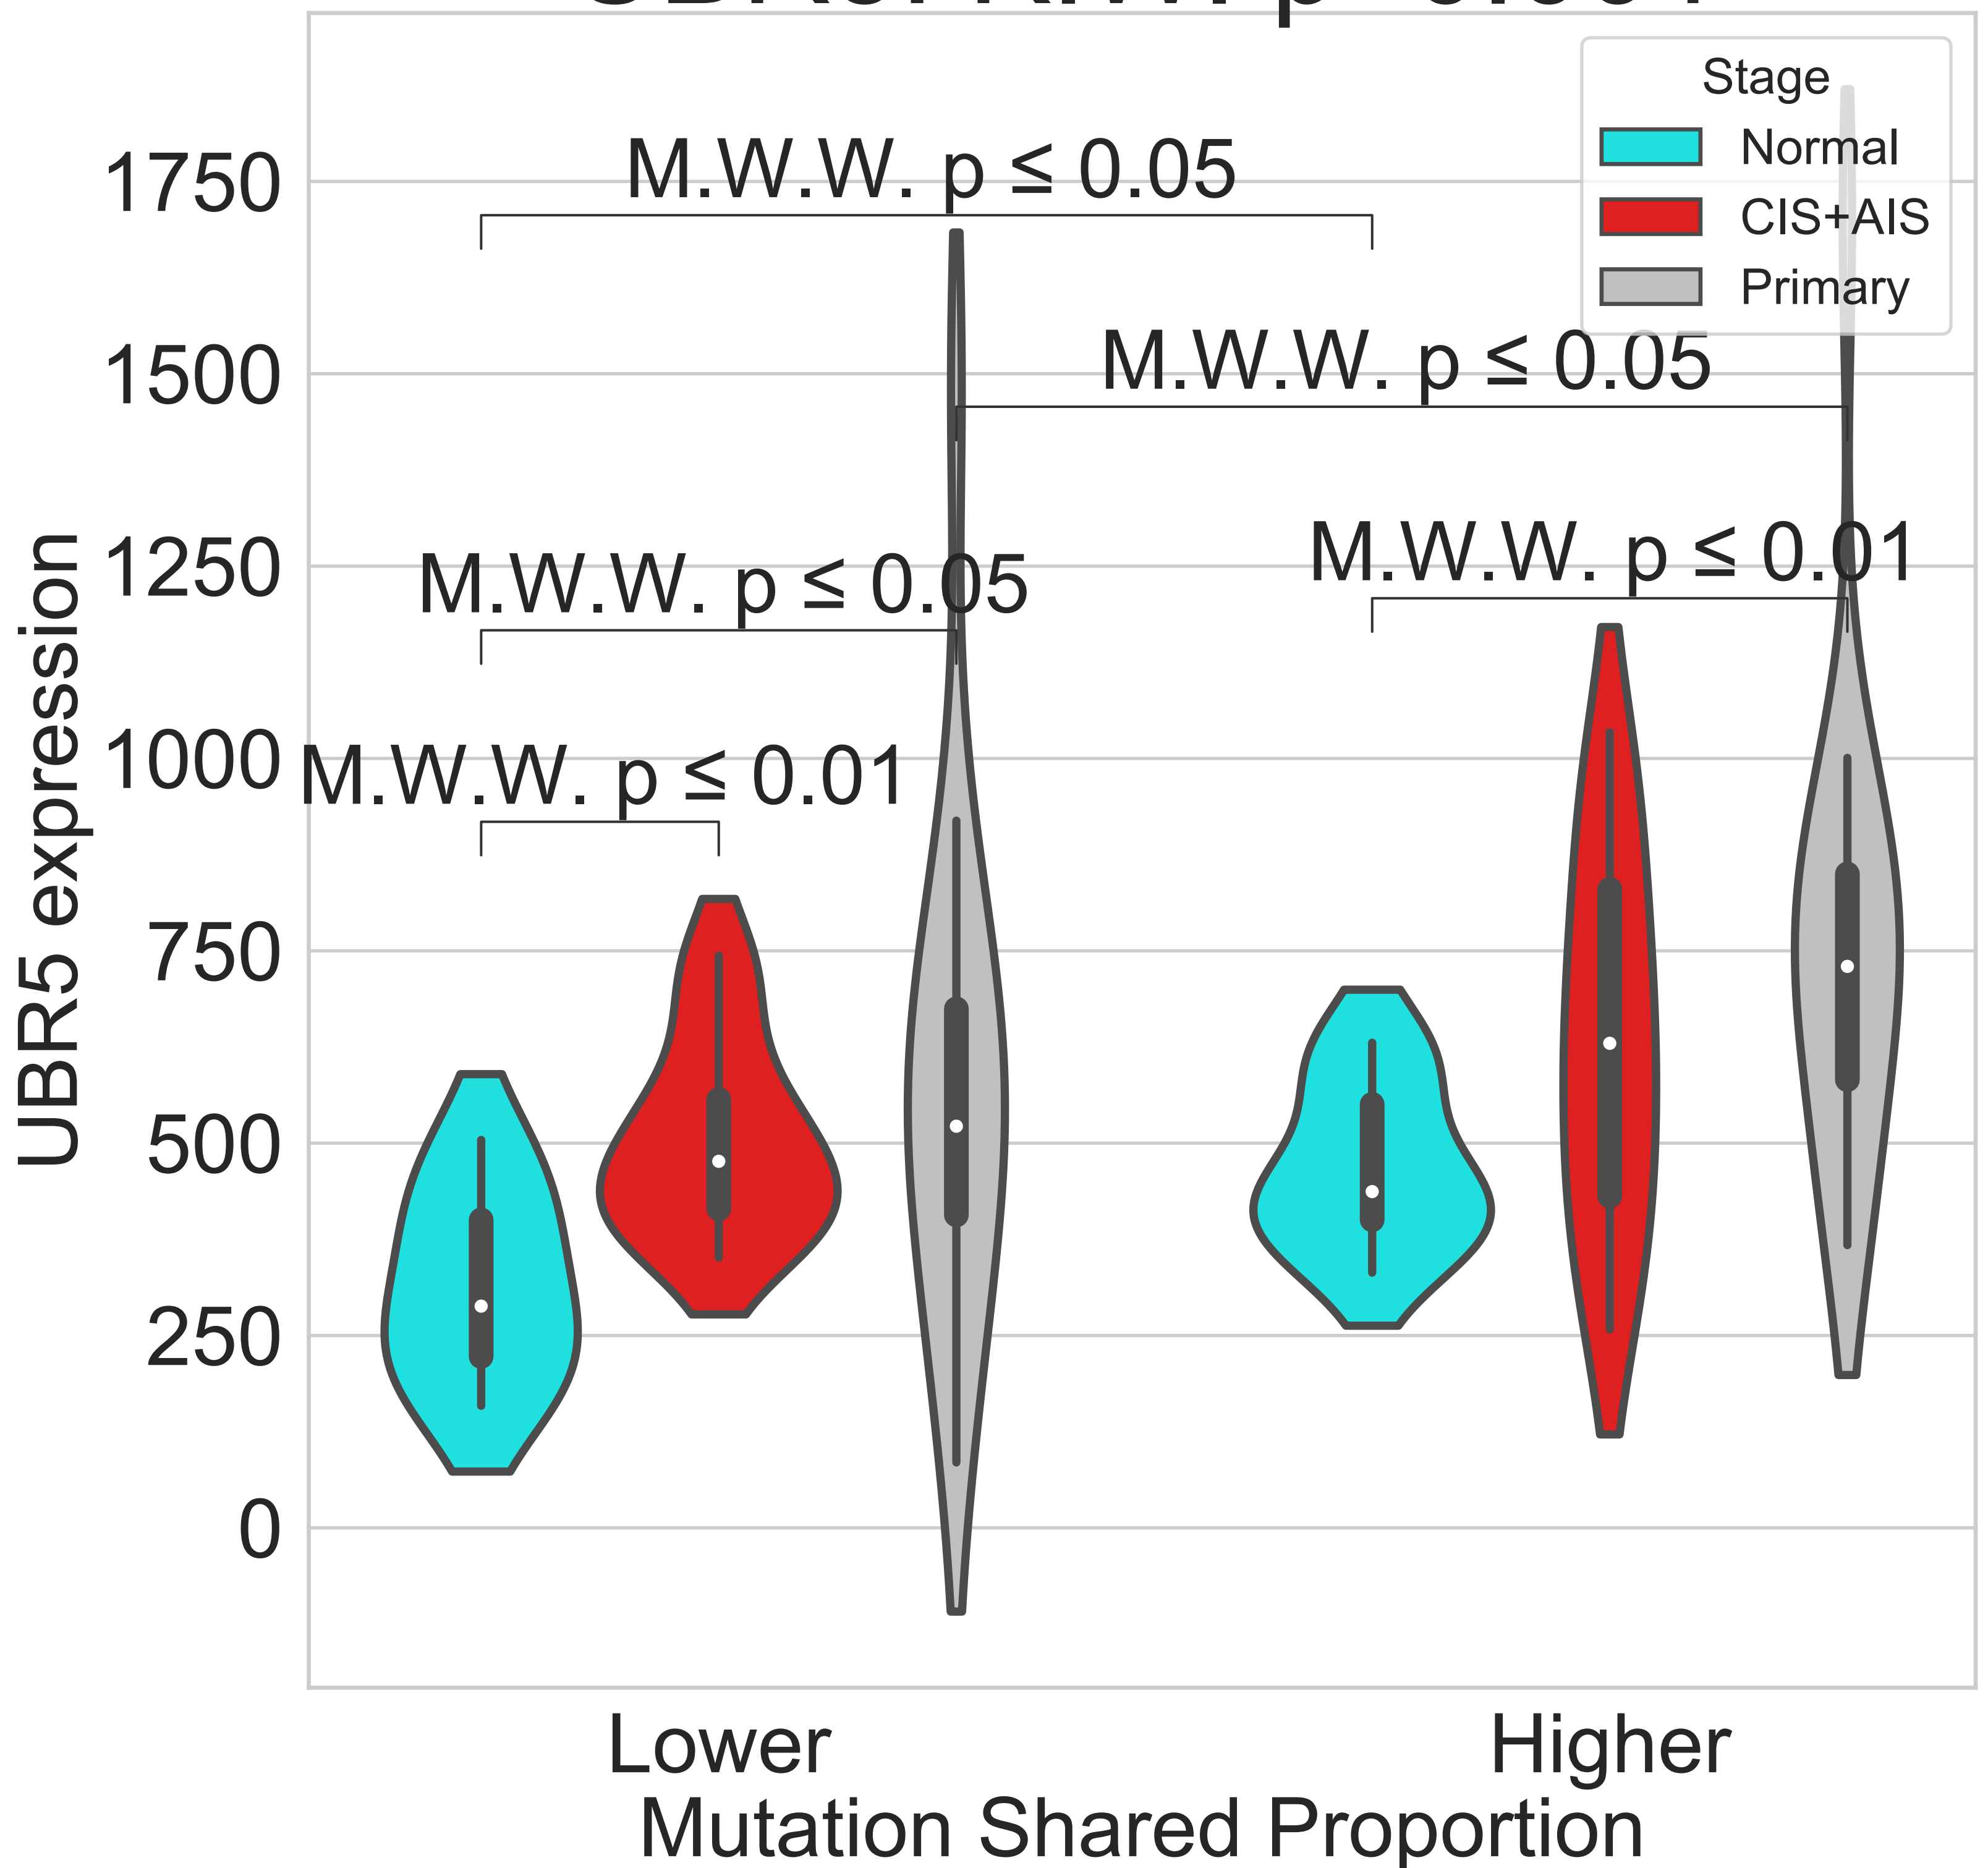 Stage
Normal
CIS+AIS
Primary
M.W.W. p ≤ 0.05
M.W.W. p ≤ 0.05
M.W.W. p ≤ 0.01
M.W.W. p ≤ 0.05
M.W.W. p ≤ 0.01
1750
1500
1250
1000
750
500
250
0
UBR5 expression
Lower
Higher
Mutation Shared Proportion